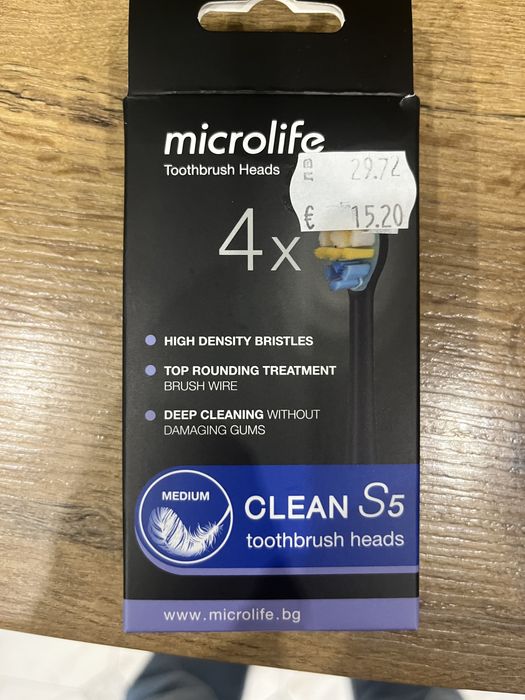 microlife
Toothbrush Heads
29.72
€ 15.20
4x
HIGH DENSITY BRISTLES
TOP ROUNDING TREATMENT
BRUSH WIRE
DEEP CLEANING WITHOUT
DAMAGING GUMS
MEDIUM
CLEAN S5
toothbrush heads
www.microlife.bg